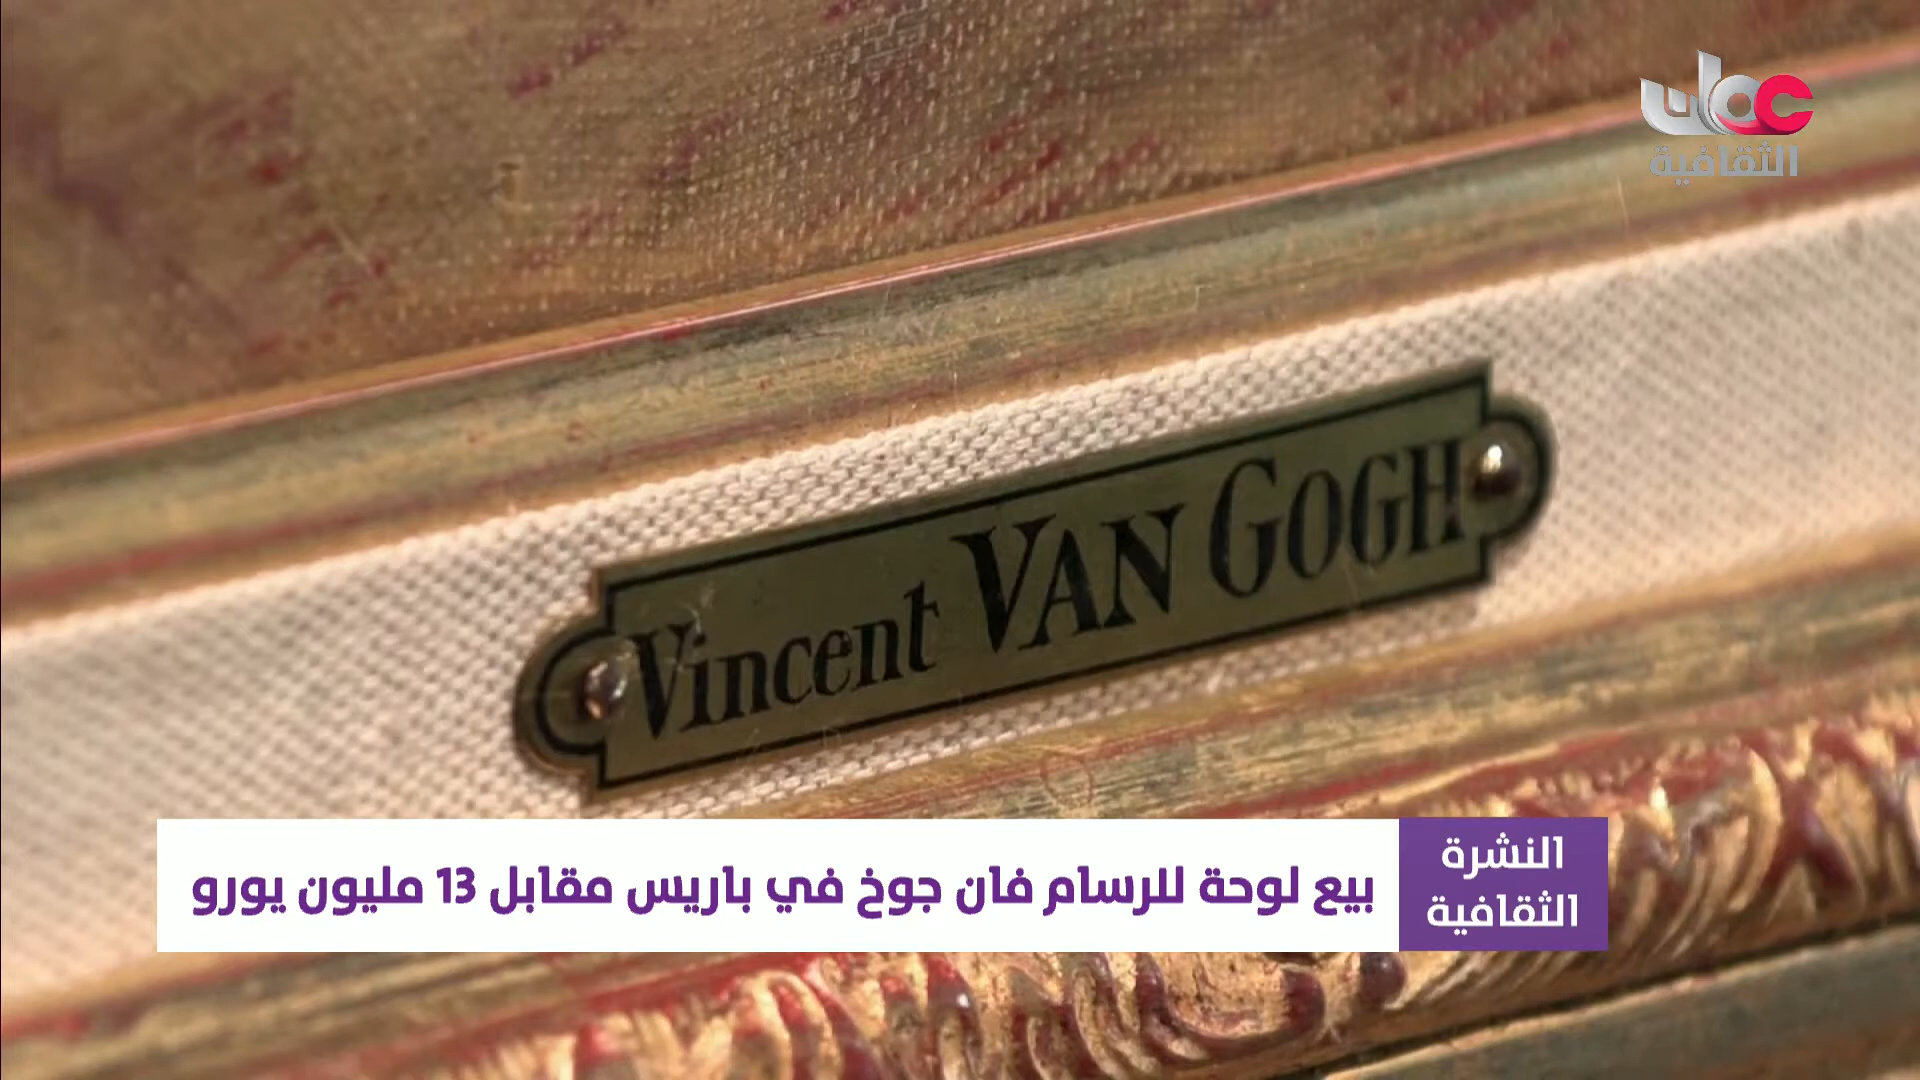 عمان
الثقافية
Vincent VAN GOGH
النشرة
الثقافية
بيع لوحة للرسام فان جوخ في باريس مقابل 13 مليون يورو